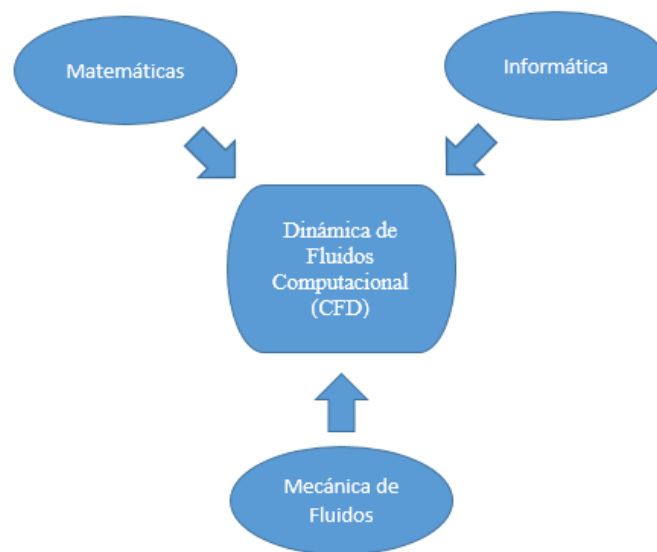 Matemáticas
Informática
Dinámica de
Fluidos
Computacional
(CFD)
Mecánica de
Fluidos